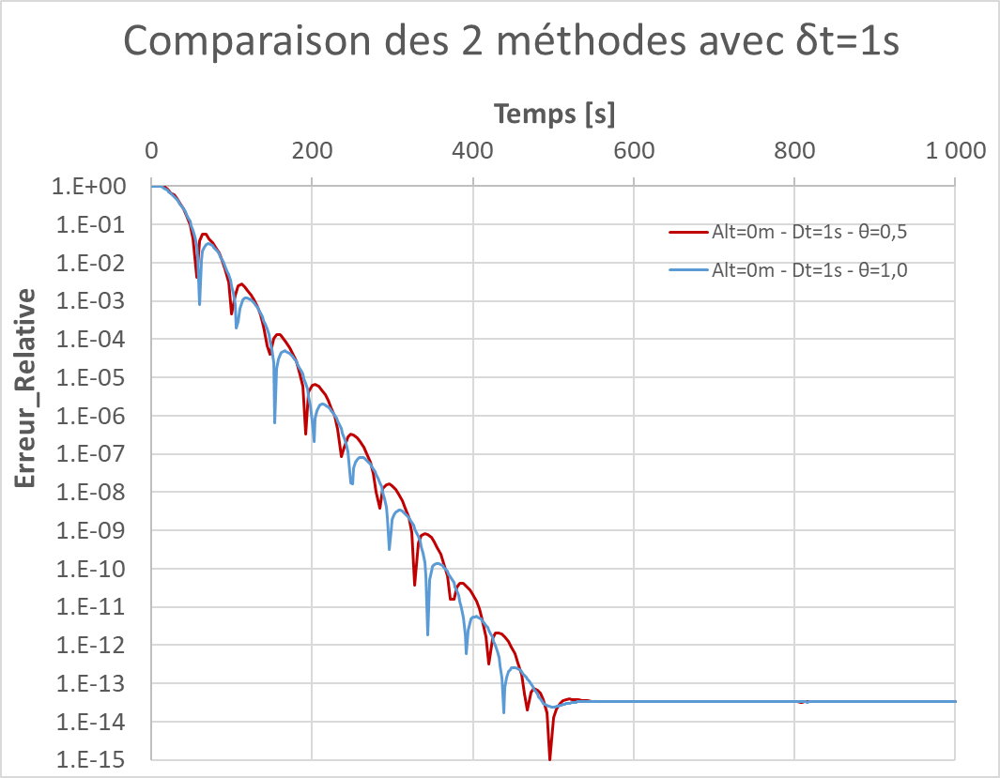 Comparaison des 2 méthodes avec δt=1s
Temps [s]
0 200 400 600 800 1 000
1.E+00
1.E-01
1.E-02
1.E-03
1.E-04
1.E-05
1.E-06
1.E-07
1.E-08
1.E-09
1.E-10
1.E-11
1.E-12
1.E-13
1.E-14
1.E-15
Erreur_Relative
Alt=0m - Dt=1s - θ=0,5
Alt=0m - Dt=1s - θ=1,0